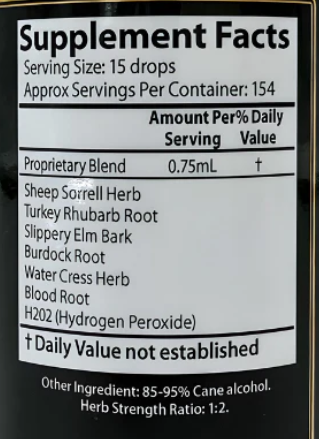 Supplement Facts
Serving Size: 15 drops
Approx Servings Per Container: 154
Amount Per % Daily
Serving Value
Proprietary Blend 0.75mL †
Sheep Sorrell Herb
Turkey Rhubarb Root
Slippery Elm Bark
Burdock Root
Water Cress Herb
Blood Root
H202 (Hydrogen Peroxide)
† Daily Value not established
Other Ingredient: 85-95% Cane alcohol.
Herb Strength Ratio: 1:2.